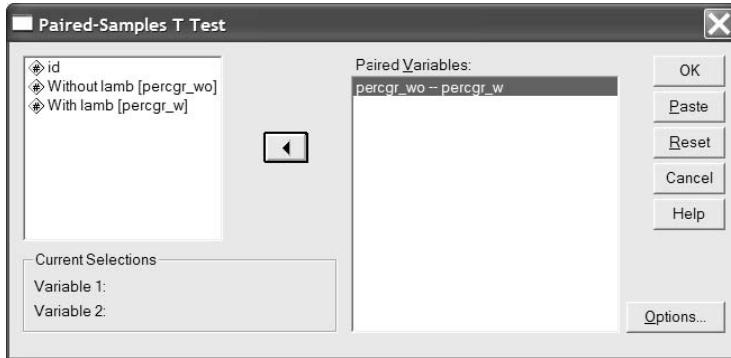 Paired-Samples T Test
id
Without lamb [percgr_wo]
With lamb [percgr_w]
Paired Variables:
percgr_wo -- percgr_w
OK
Paste
Reset
Cancel
Help
Current Selections
Variable 1:
Variable 2:
Options...